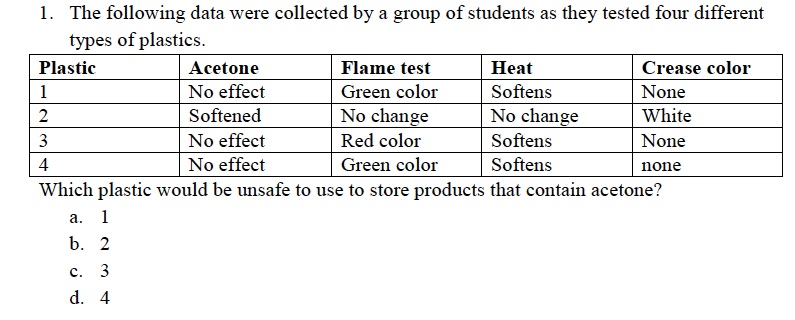 1. The following data were collected by a group of students as they tested four different
types of plastics.
Plastic Acetone Flame test Heat Crease color
1 No effect Green color Softens None
2 Softened No change No change White
3 No effect Red color Softens None
4 No effect Green color Softens none
Which plastic would be unsafe to use to store products that contain acetone?
a. 1
b. 2
c. 3
d. 4